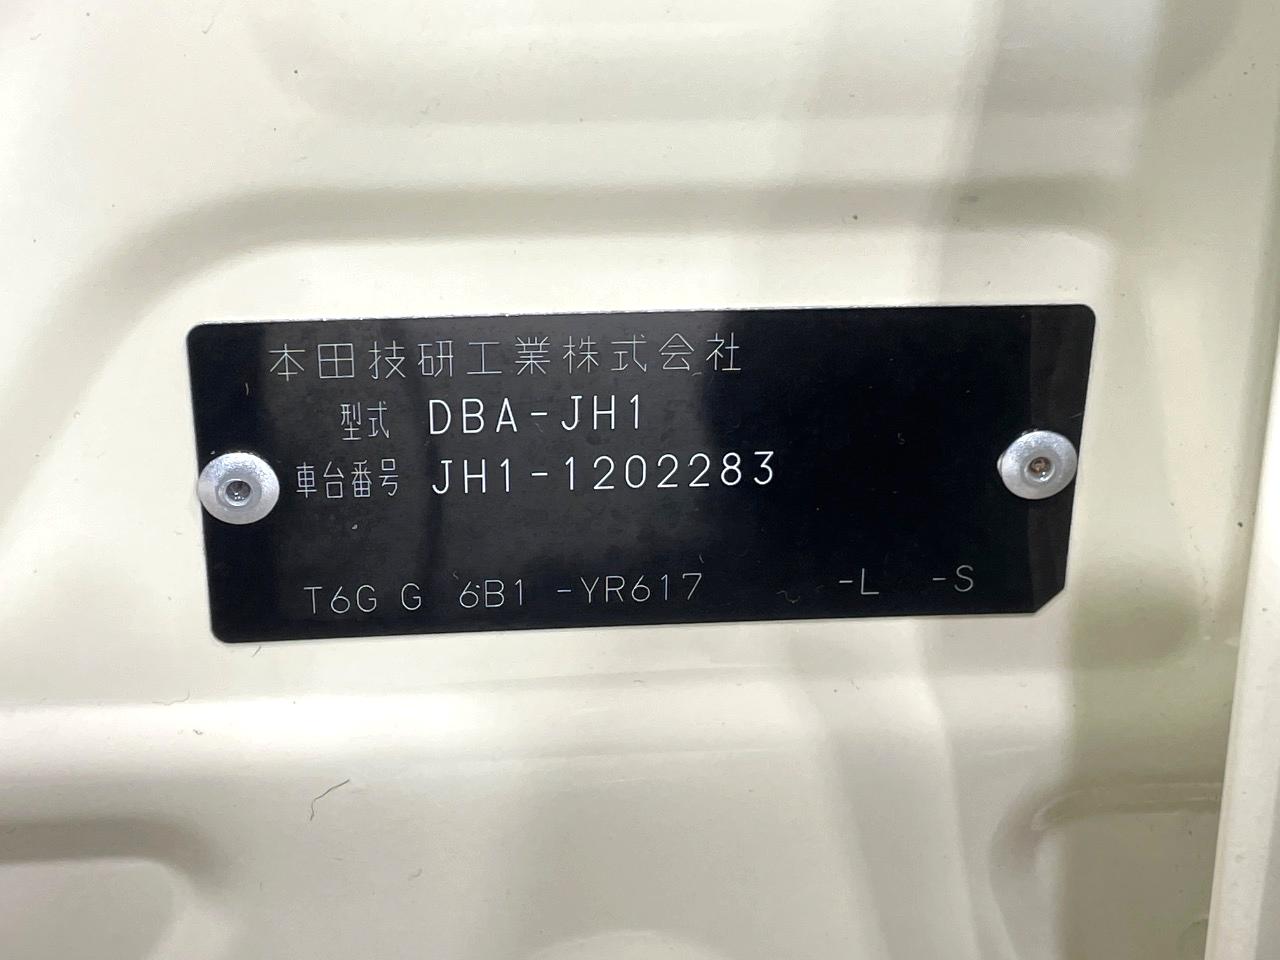 本田技研工業株式会社
型式 DBA-JH1
車台番号 JH1-1202283
T6G G 6B1 -YR617 -L -S